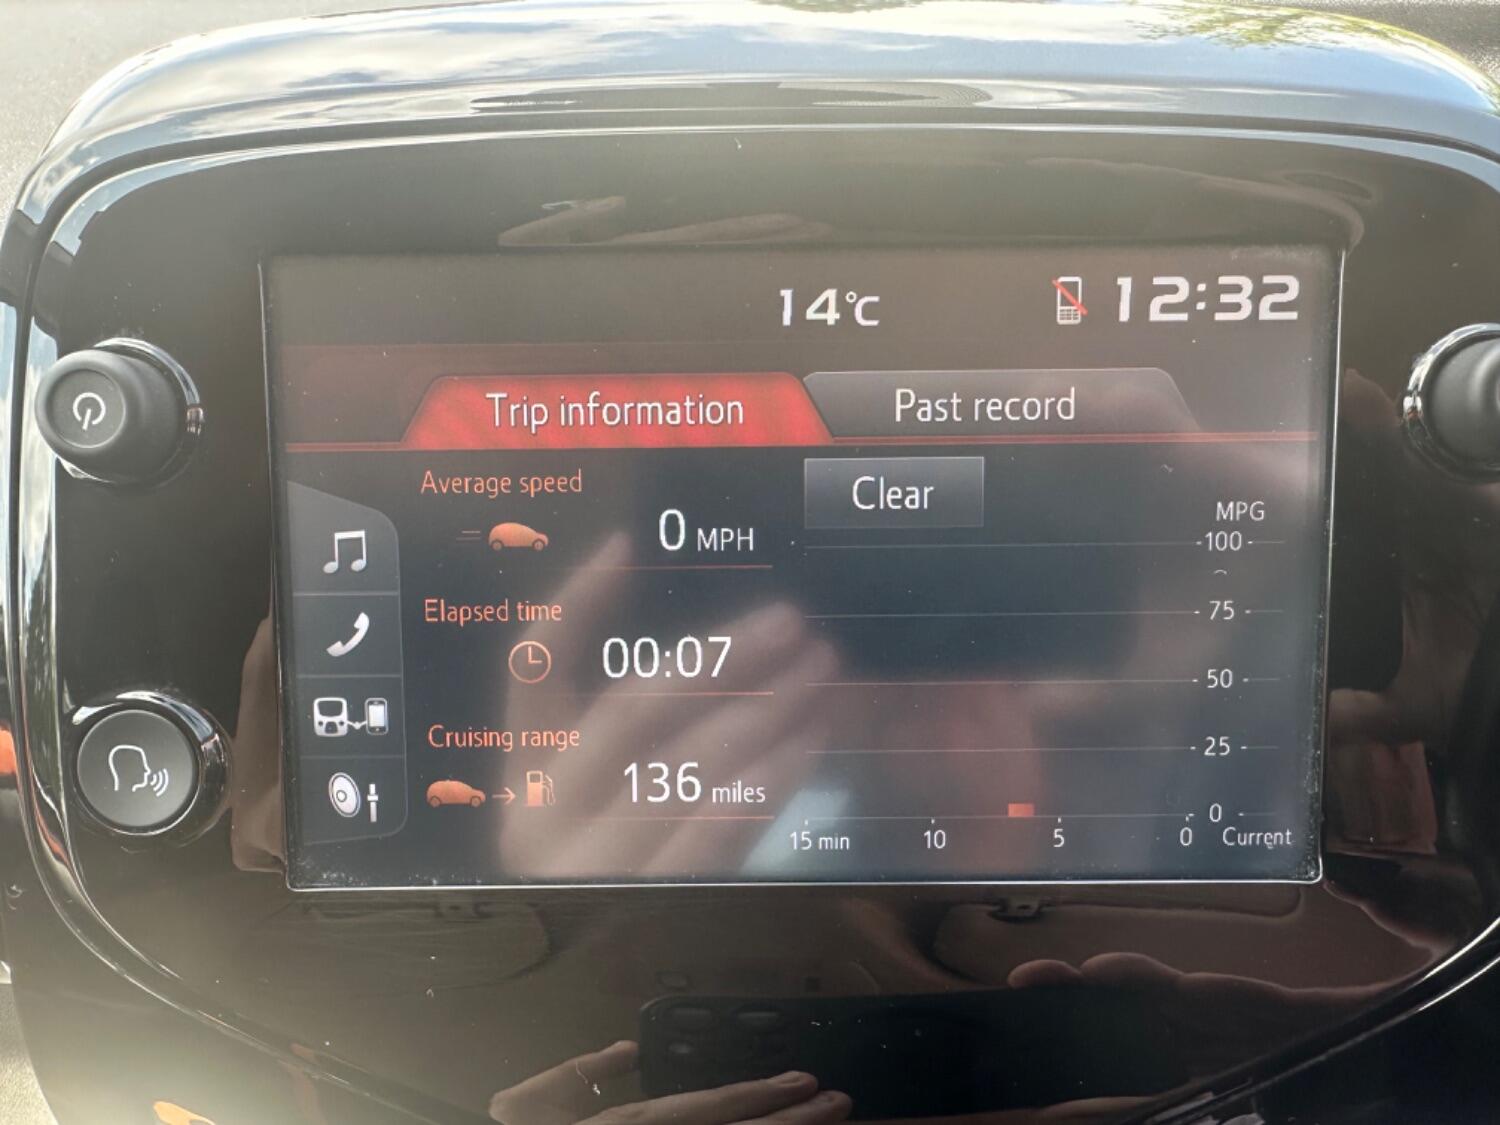 14°C 12:32
Trip information Past record
Average speed
0 MPH
Elapsed time
00:07
Cruising range
136 miles
Clear
MPG
100
75
50
25
0
15 min 10 5 0 Current